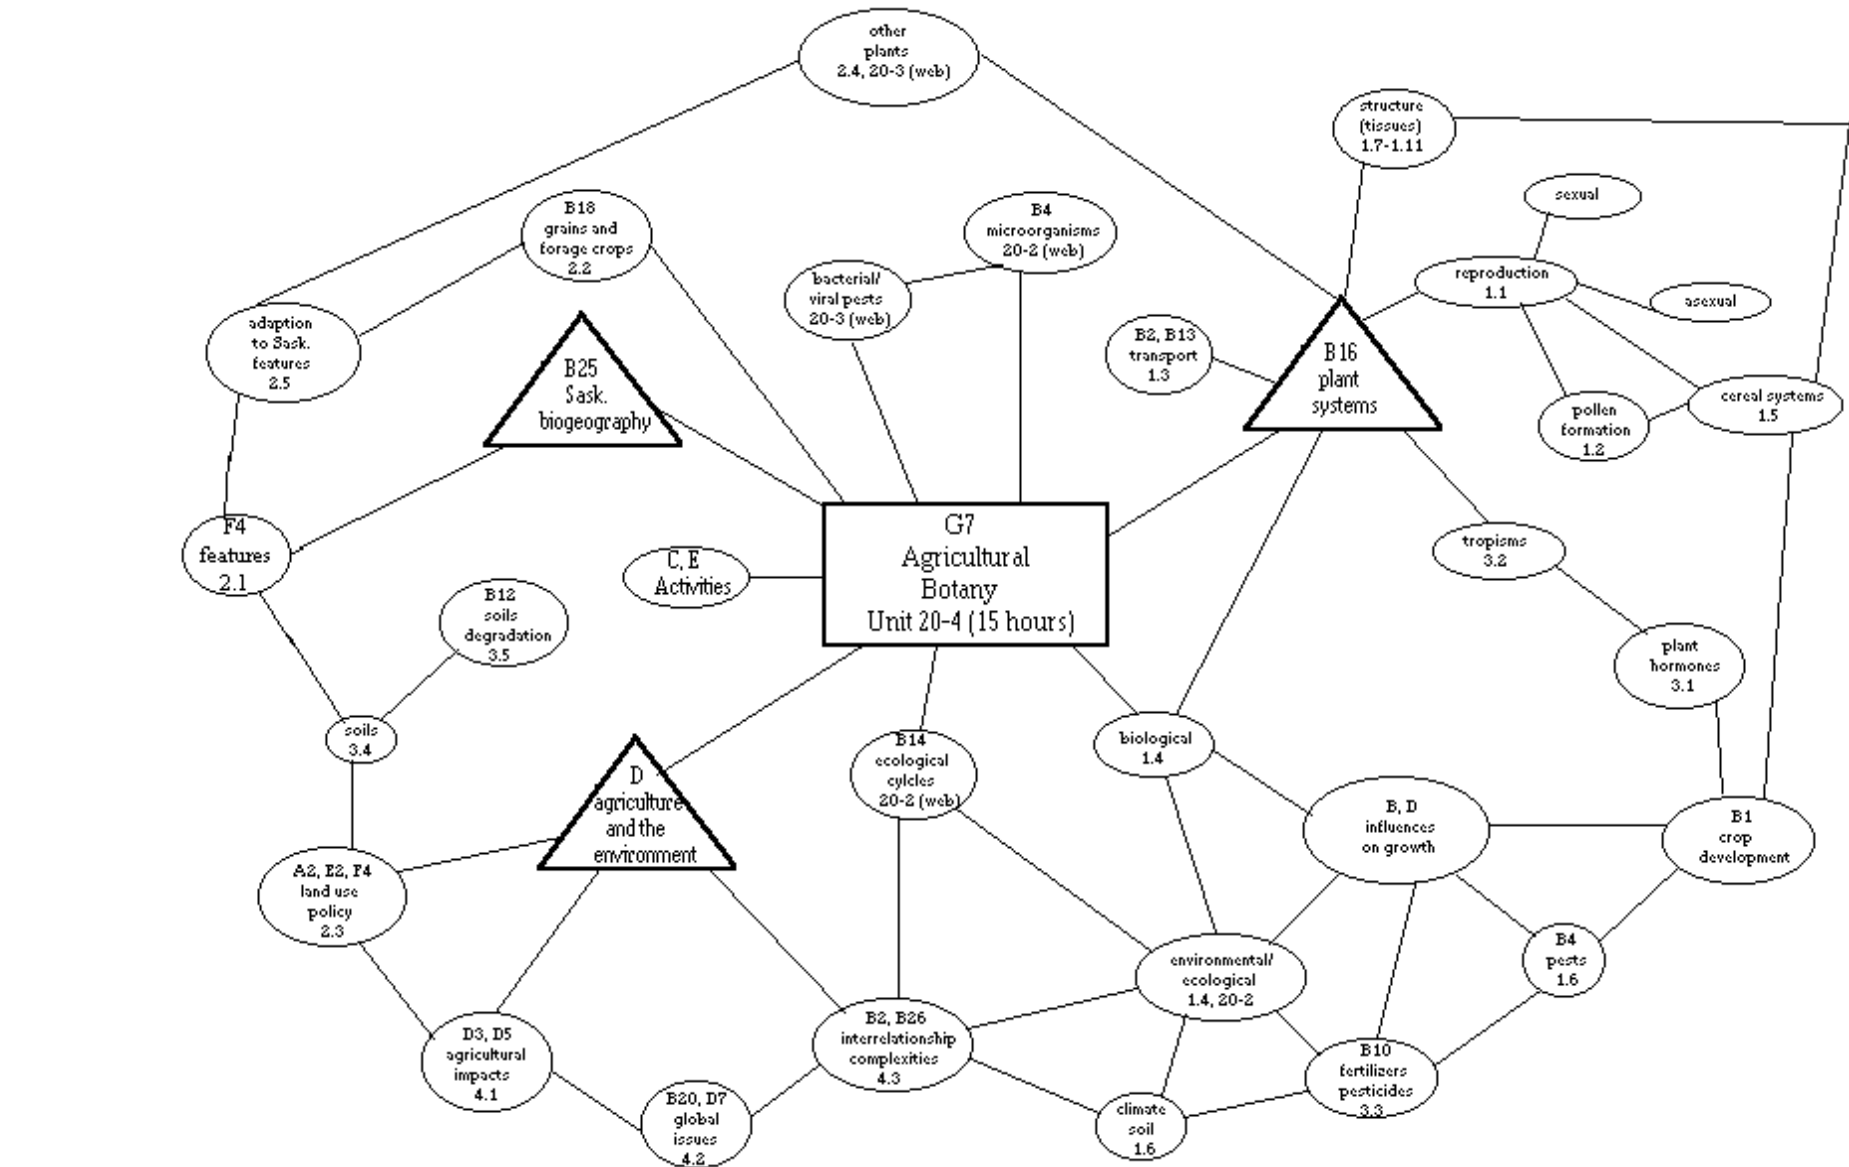 other
plants
2.4, 20-3 (web)
structure
(tissues)
1.7-1.11
sexual
B18
grains and
forage crops
2.2
B4
microorganisms
20-2 (web)
reproduction
1.1
asexual
bacterial/
viral pests
20-3 (web)
adaption
to Sask.
features
2.5
B2, B13
transport
1.3
B16
plant
systems
B25
Sask.
biogeography
cereal systems
1.5
pollen
formation
1.2
F4
features
2.1
C, E
Activities
G7
Agricultural
Botany
Unit 20-4 (15 hours)
tropisms
3.2
B12
soils
degradation
3.5
plant
hormones
3.1
soils
3.4
biological
1.4
B14
ecological
cylcles
20-2 (web)
D
agriculture
and the
environment
B, D
influences
on growth
B1
crop
development
A2, E2, F4
land use
policy
2.3
B4
pests
1.6
environmental/
ecological
1.4, 20-2
B2, B26
interrelationship
complexities
4.3
D3, D5
agricultural
impacts
4.1
B10
fertilizers
pesticides
3.3
B20, D7
global
issues
4.2
climate
soil
1.6